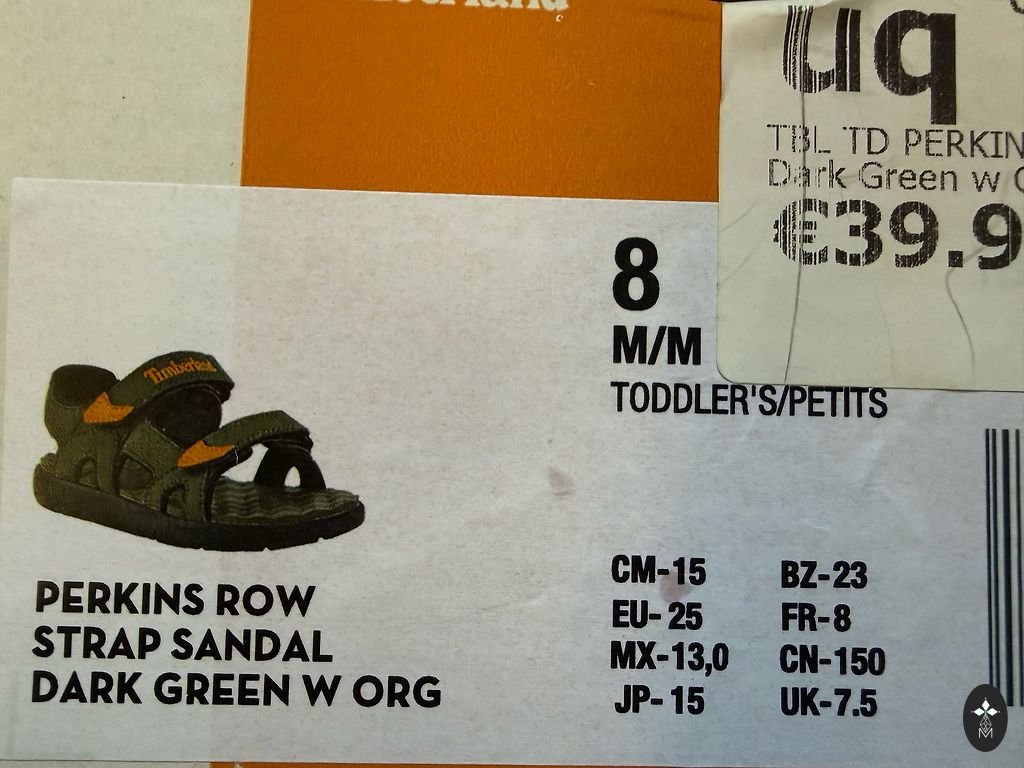 uq
TBL TD PERKIN
Dark Green w
€39.9
8
M/M
TODDLER'S/PETITS
Timberland
PERKINS ROW
STRAP SANDAL
DARK GREEN W ORG
CM-15 BZ-23
EU-25 FR-8
MX-13,0 CN-150
JP-15 UK-7.5
M